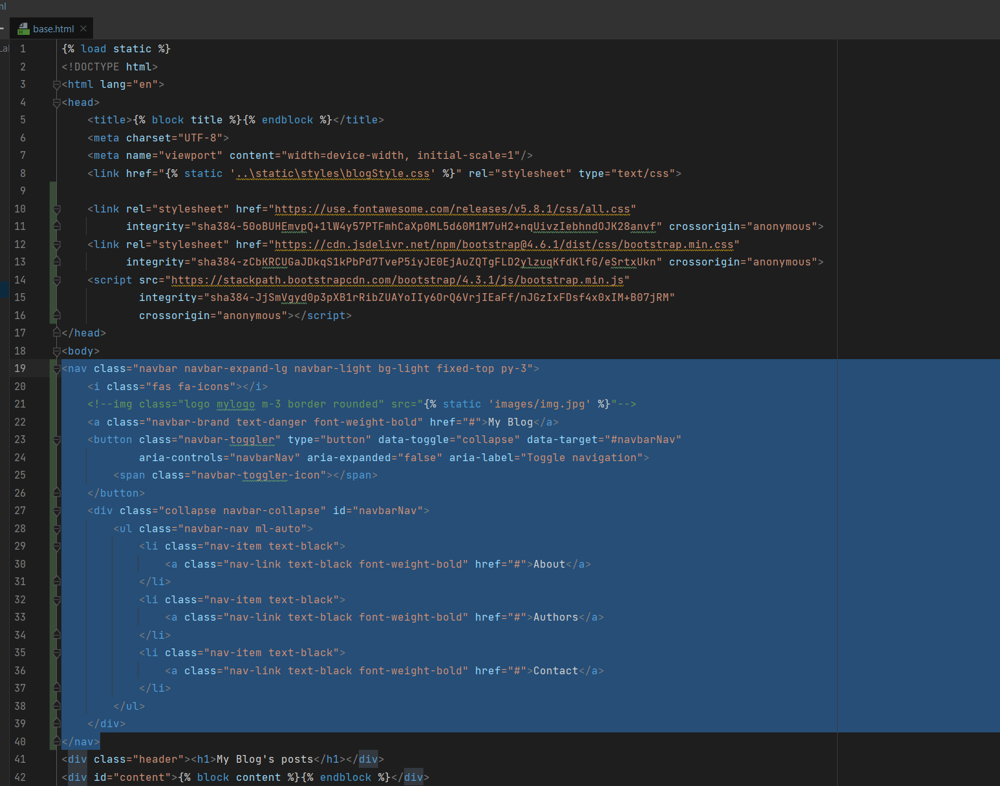 ml
base.html
Lal
1 {% load static %}
2 <!DOCTYPE html>
3 <html lang="en">
4 <head>
5     <title>{% block title %}{% endblock %}</title>
6     <meta charset="UTF-8">
7     <meta name="viewport" content="width=device-width, initial-scale=1"/>
8     <link href="{% static '..\static\styles\blogStyle.css' %}" rel="stylesheet" type="text/css">
9
10     <link rel="stylesheet" href="https://use.fontawesome.com/releases/v5.8.1/css/all.css"
11           integrity="sha384-50oBUHEmvpQ+1lW4y57PTFmhCaXp0ML5d60M1M7uH2+nqUivzIebhndOJK28anvf" crossorigin="anonymous">
12     <link rel="stylesheet" href="https://cdn.jsdelivr.net/npm/bootstrap@4.6.1/dist/css/bootstrap.min.css"
13           integrity="sha384-zCbKRCUGaJDkqS1kPbPd7TveP5iyJE0EjAuZQTgFLD2ylzuqKfdKlfG/eSrtxUkn" crossorigin="anonymous">
14     <script src="https://stackpath.bootstrapcdn.com/bootstrap/4.3.1/js/bootstrap.min.js"
15             integrity="sha384-JjSmVgyd0p3pXB1rRibZUAYoIIy6OrQ6VrjIEaFf/nJGzIxFDsf4x0xIM+B07jRM"
16             crossorigin="anonymous"></script>
17 </head>
18 <body>
19 <nav class="navbar navbar-expand-lg navbar-light bg-light fixed-top py-3">
20     <i class="fas fa-icons"></i>
21     <!--img class="logo mylogo m-3 border rounded" src="{% static 'images/img.jpg' %}"-->
22     <a class="navbar-brand text-danger font-weight-bold" href="#">My Blog</a>
23     <button class="navbar-toggler" type="button" data-toggle="collapse" data-target="#navbarNav"
24             aria-controls="navbarNav" aria-expanded="false" aria-label="Toggle navigation">
25         <span class="navbar-toggler-icon"></span>
26     </button>
27     <div class="collapse navbar-collapse" id="navbarNav">
28         <ul class="navbar-nav ml-auto">
29             <li class="nav-item text-black">
30                 <a class="nav-link text-black font-weight-bold" href="#">About</a>
31             </li>
32             <li class="nav-item text-black">
33                 <a class="nav-link text-black font-weight-bold" href="#">Authors</a>
34             </li>
35             <li class="nav-item text-black">
36                 <a class="nav-link text-black font-weight-bold" href="#">Contact</a>
37             </li>
38         </ul>
39     </div>
40 </nav>
41 <div class="header"><h1>My Blog's posts</h1></div>
42 <div id="content">{% block content %}{% endblock %}</div>